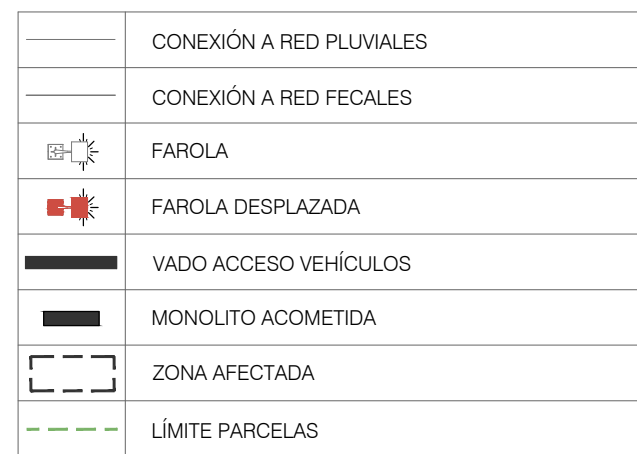 CONEXIÓN A RED PLUVIALES
CONEXIÓN A RED FECALES
FAROLA
FAROLA DESPLAZADA
VADO ACCESO VEHÍCULOS
MONOLITO ACOMETIDA
ZONA AFECTADA
LÍMITE PARCELAS